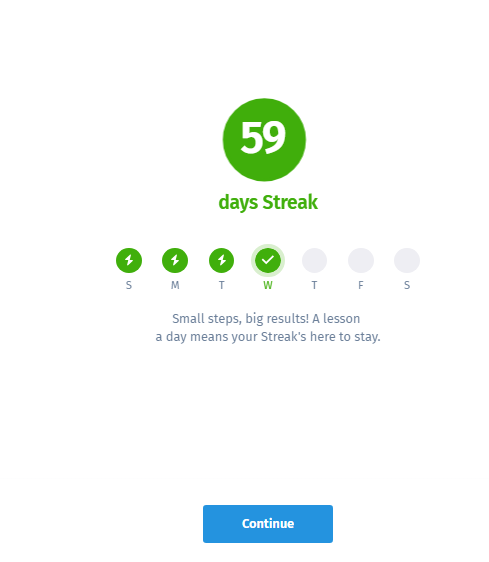 59
days Streak
S M T W T F S
Small steps, big results! A lesson
a day means your Streak's here to stay.
Continue